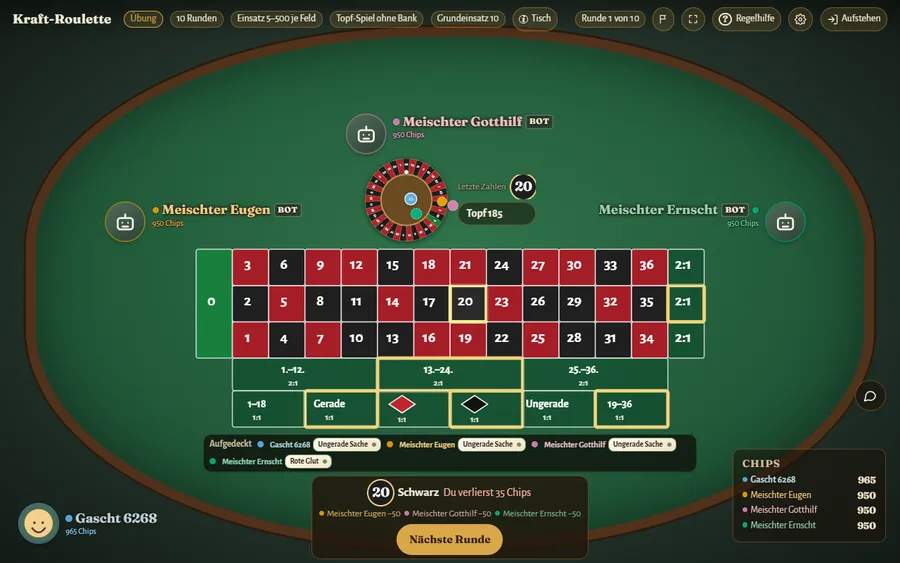 Kraft-Roulette Übung 10 Runden Einsatz 5–500 je Feld Topf-Spiel ohne Bank Grundeinsatz 10 Tisch Runde 1 von 10 Regelhilfe Aufstehen
Meischter Gotthilf BOT
950 Chips
Letzte Zahlen 20
Topf 185
Meischter Eugen BOT
950 Chips
Meischter Ernscht BOT
950 Chips
3 6 9 12 15 18 21 24 27 30 33 36 2:1
0 2 5 8 11 14 17 20 23 26 29 32 35 2:1
1 4 7 10 13 16 19 22 25 28 31 34 2:1
1.–12. 13.–24. 25.–36.
2:1 2:1 2:1
1–18 Gerade Ungerade 19–36
1:1 1:1 1:1 1:1 1:1 1:1
Aufgedeckt Gascht 6268 Ungerade Sache Meischter Eugen Ungerade Sache Meischter Gotthilf Ungerade Sache
Meischter Ernscht Rote Glut
20 Schwarz Du verlierst 35 Chips
Meischter Eugen −50 Meischter Gotthilf −50 Meischter Ernscht −50
Nächste Runde
Gascht 6268
965 Chips
CHIPS
Gascht 6268 965
Meischter Eugen 950
Meischter Gotthilf 950
Meischter Ernscht 950